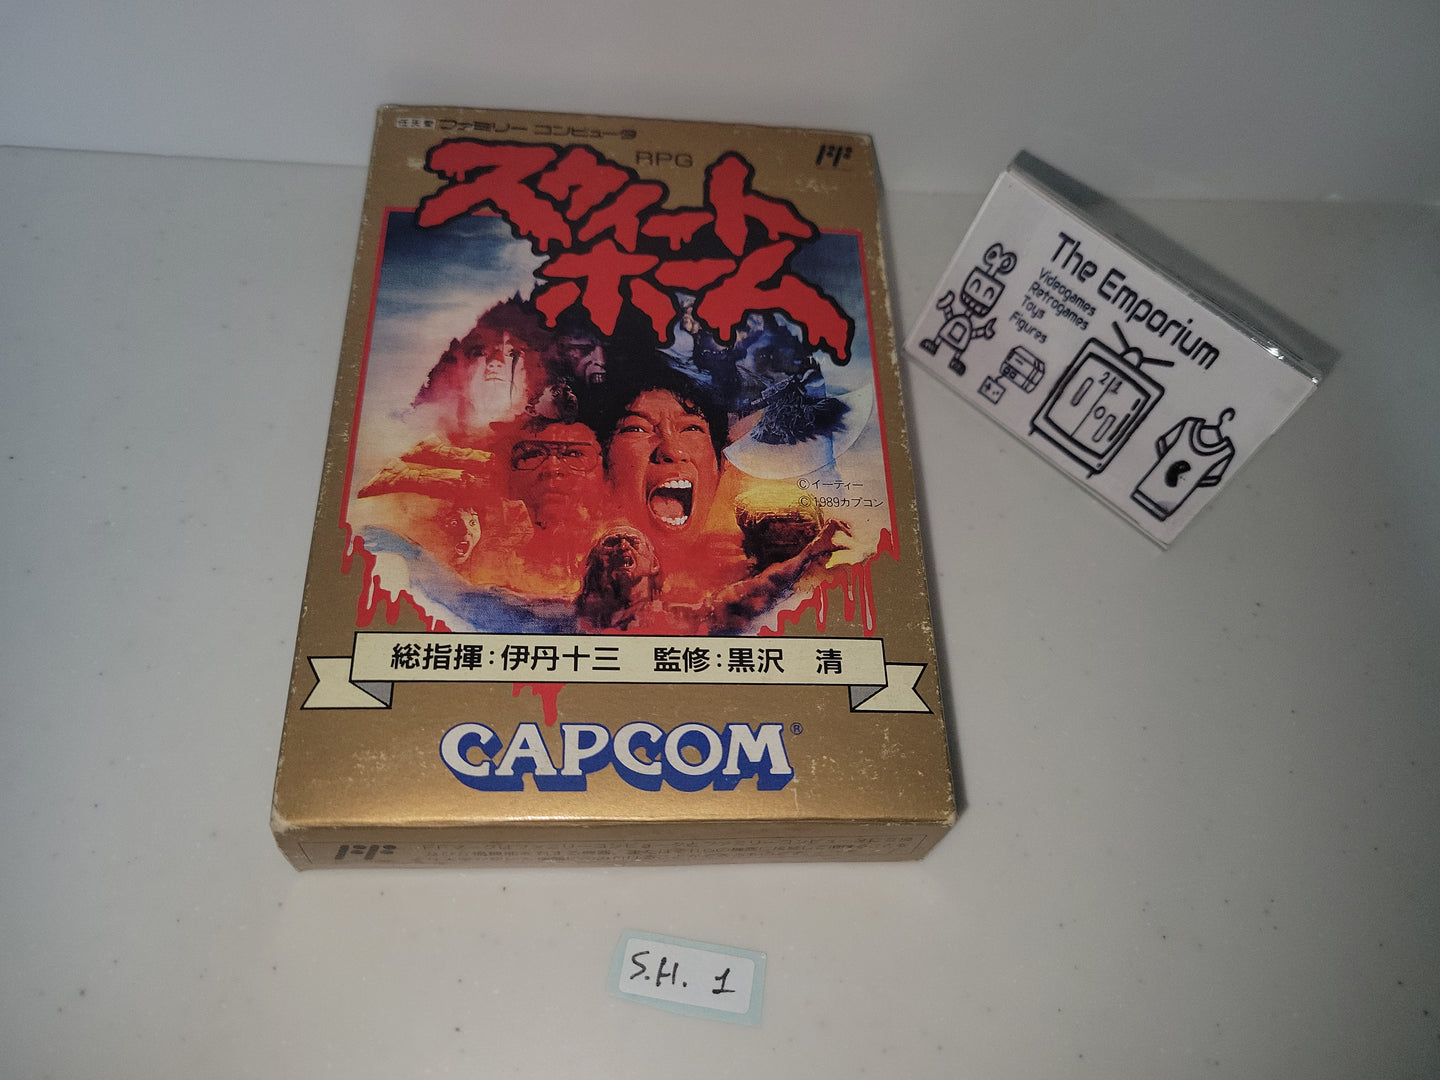 任天堂 ファミリー コンピュータ
RPG
スウィート
ホーム
©イーティー
©1989カプコン
総指揮:伊丹十三 監修:黒沢 清
CAPCOM®
The Emporium
Videogames
Retrogames
Toys
Figures
S.H. 1